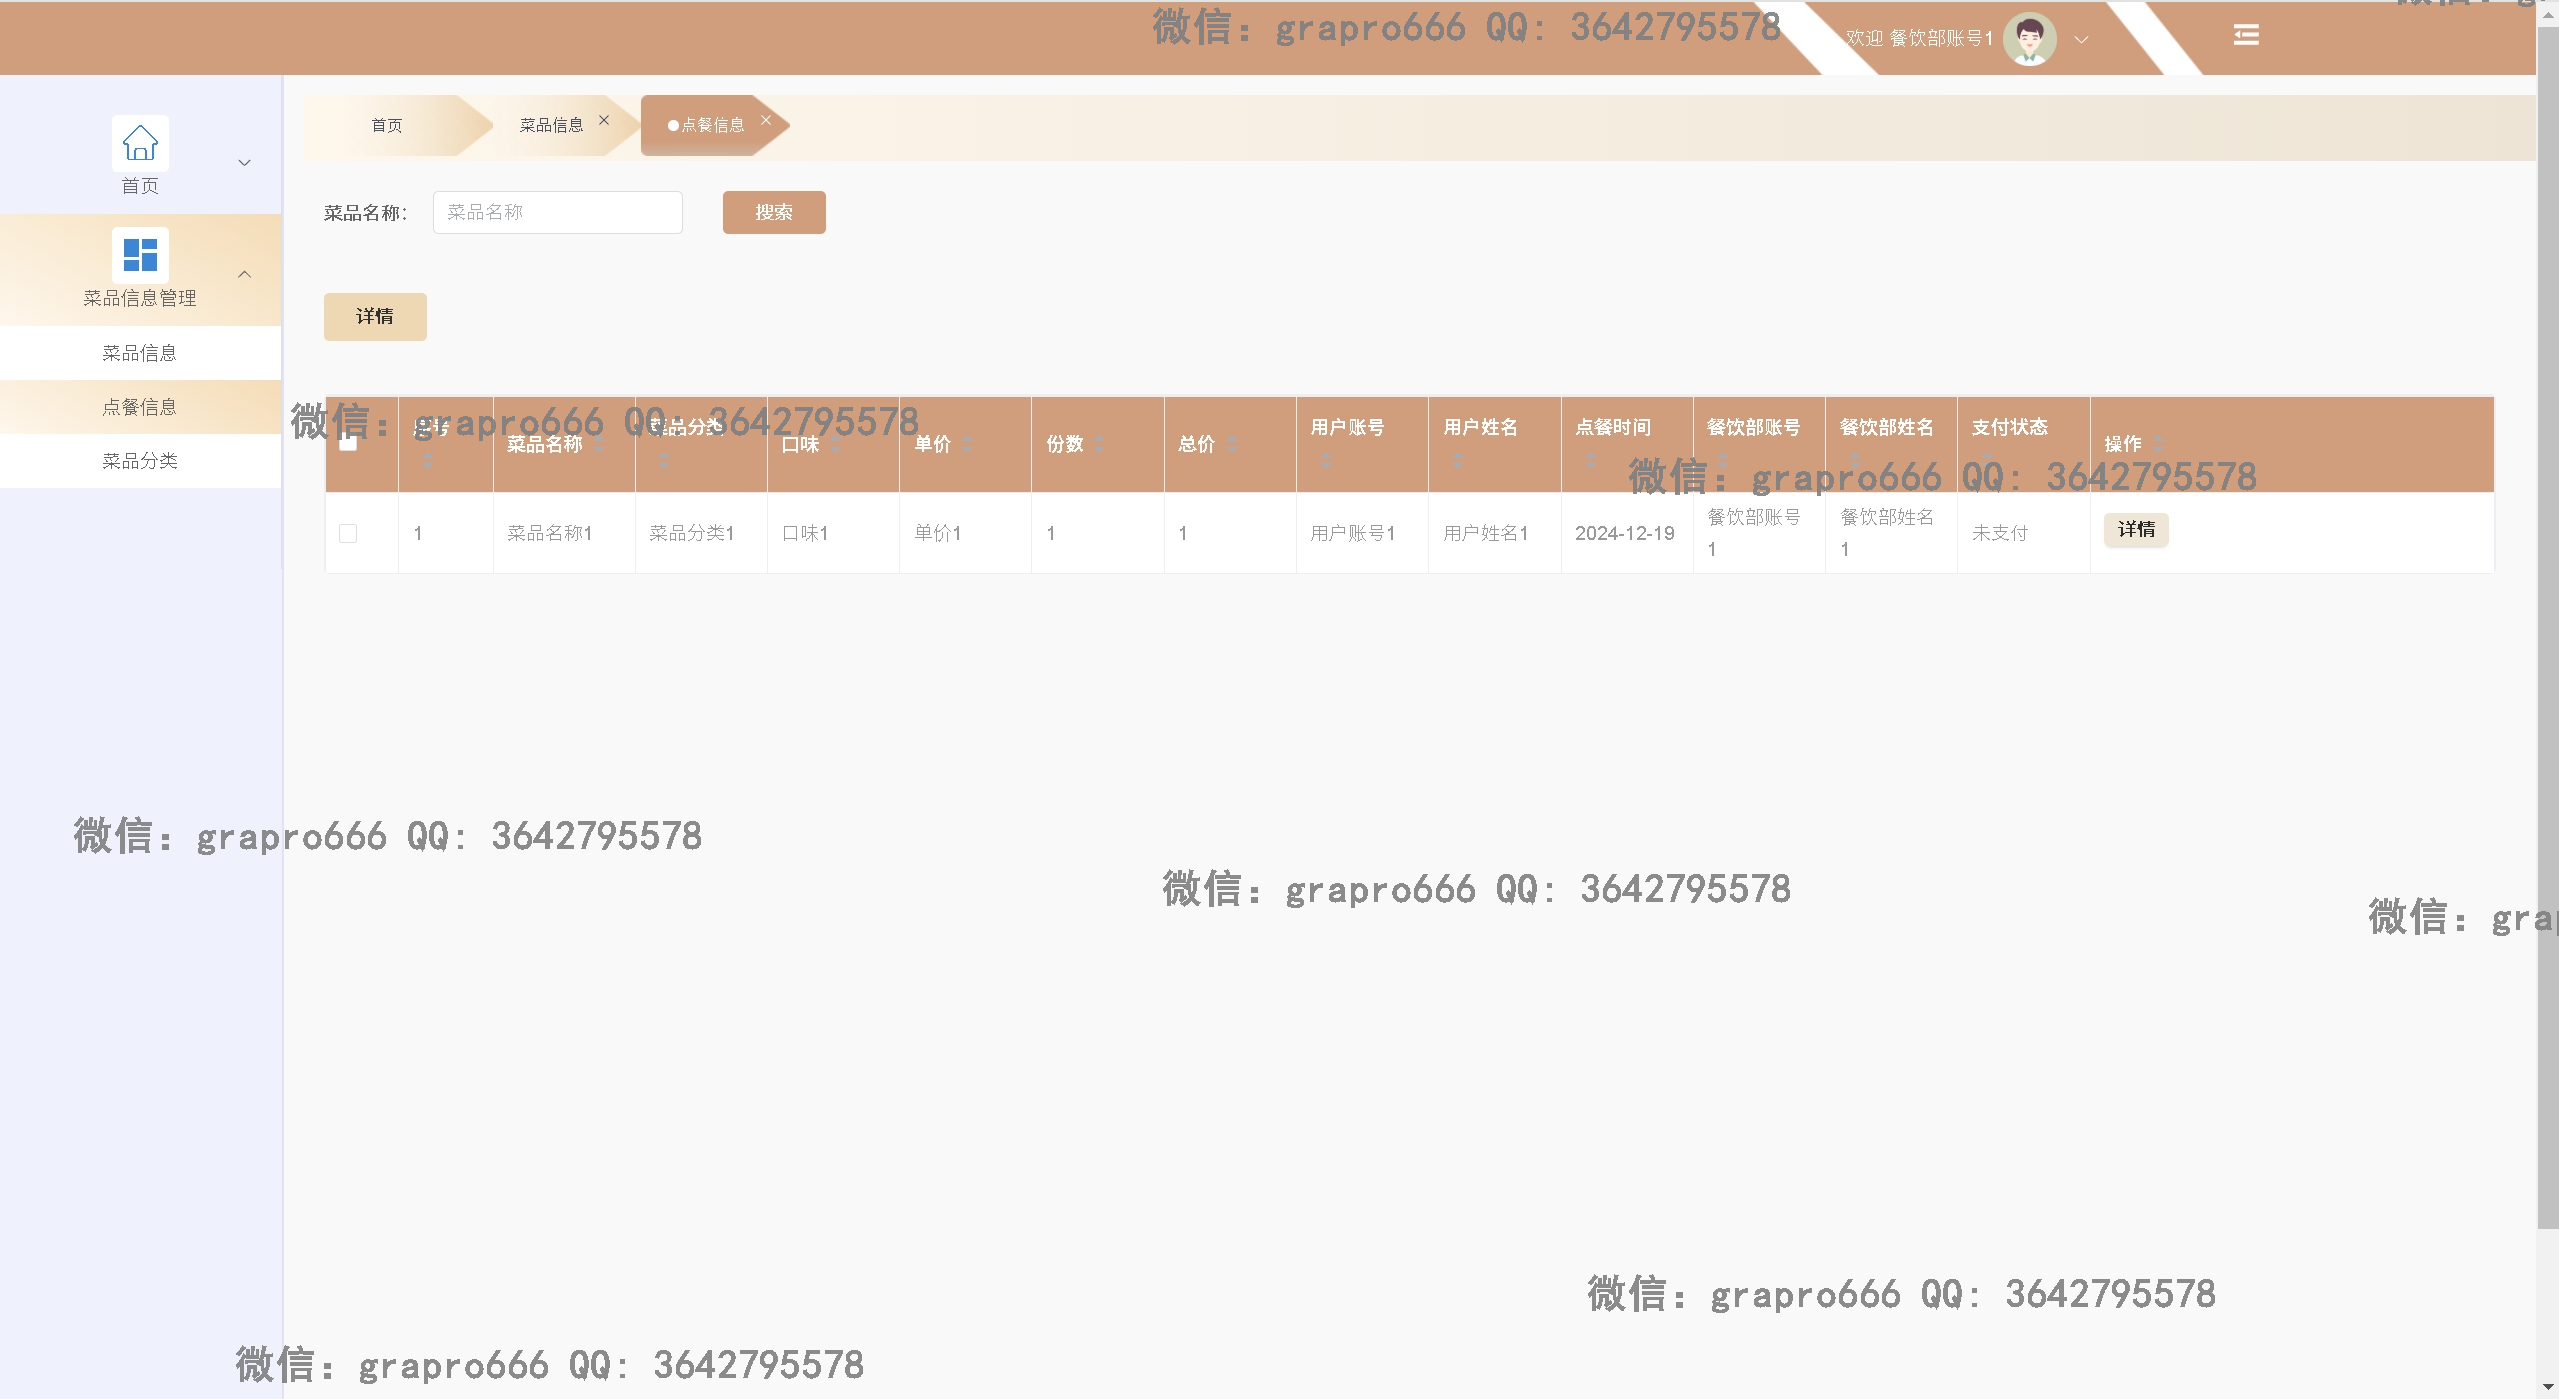 微信：grapro666 QQ: 3642795578
欢迎 餐饮部账号1
首页
菜品信息
点餐信息
首页
菜品信息管理
菜品信息
点餐信息
菜品分类
菜品名称：
菜品名称
搜索
详情
微信：grapro666 QQ: 3642795578
菜品名称
菜品分类
口味
单价
份数
总价
用户账号
用户姓名
点餐时间
餐饮部账号
餐饮部姓名
支付状态
操作
微信：grapro666 QQ: 3642795578
1
菜品名称1
菜品分类1
口味1
单价1
1
1
用户账号1
用户姓名1
2024-12-19
餐饮部账号
1
餐饮部姓名
1
未支付
详情
微信：grapro666 QQ: 3642795578
微信：grapro666 QQ: 3642795578
微信：gra
微信：grapro666 QQ: 3642795578
微信：grapro666 QQ: 3642795578